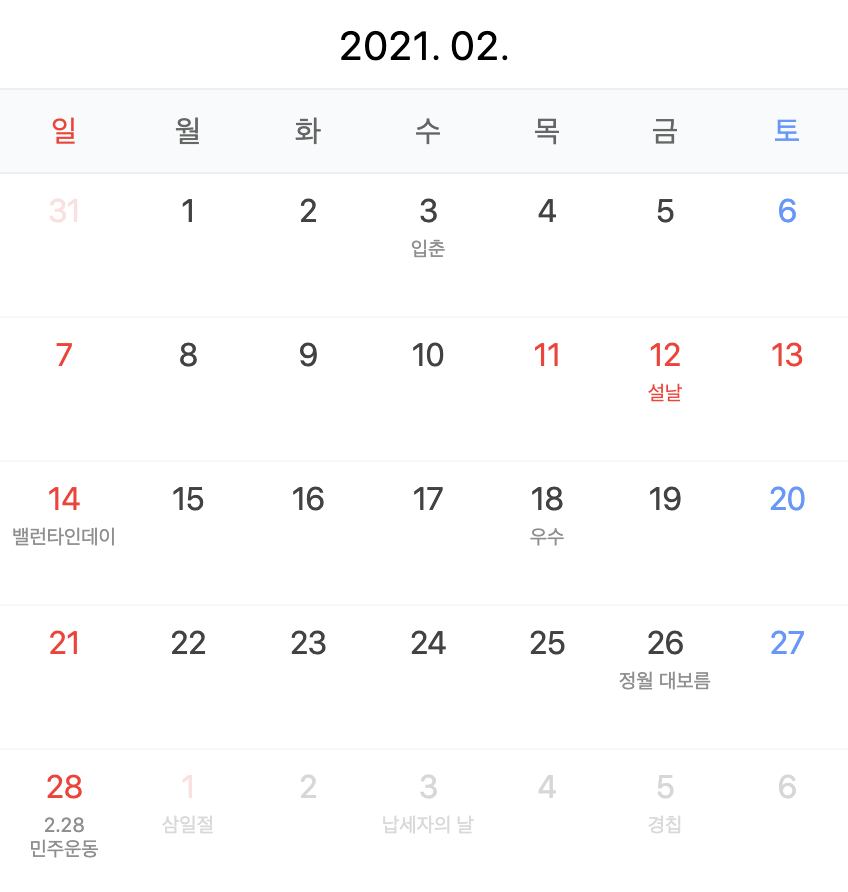 2021. 02.
일 월 화 수 목 금 토
31 1 2 3 4 5 6
입춘
7 8 9 10 11 12 13
설날
14 15 16 17 18 19 20
밸런타인데이 우수
21 22 23 24 25 26 27
정월 대보름
28 1 2 3 4 5 6
2.28 삼일절 납세자의 날 경칩
민주운동